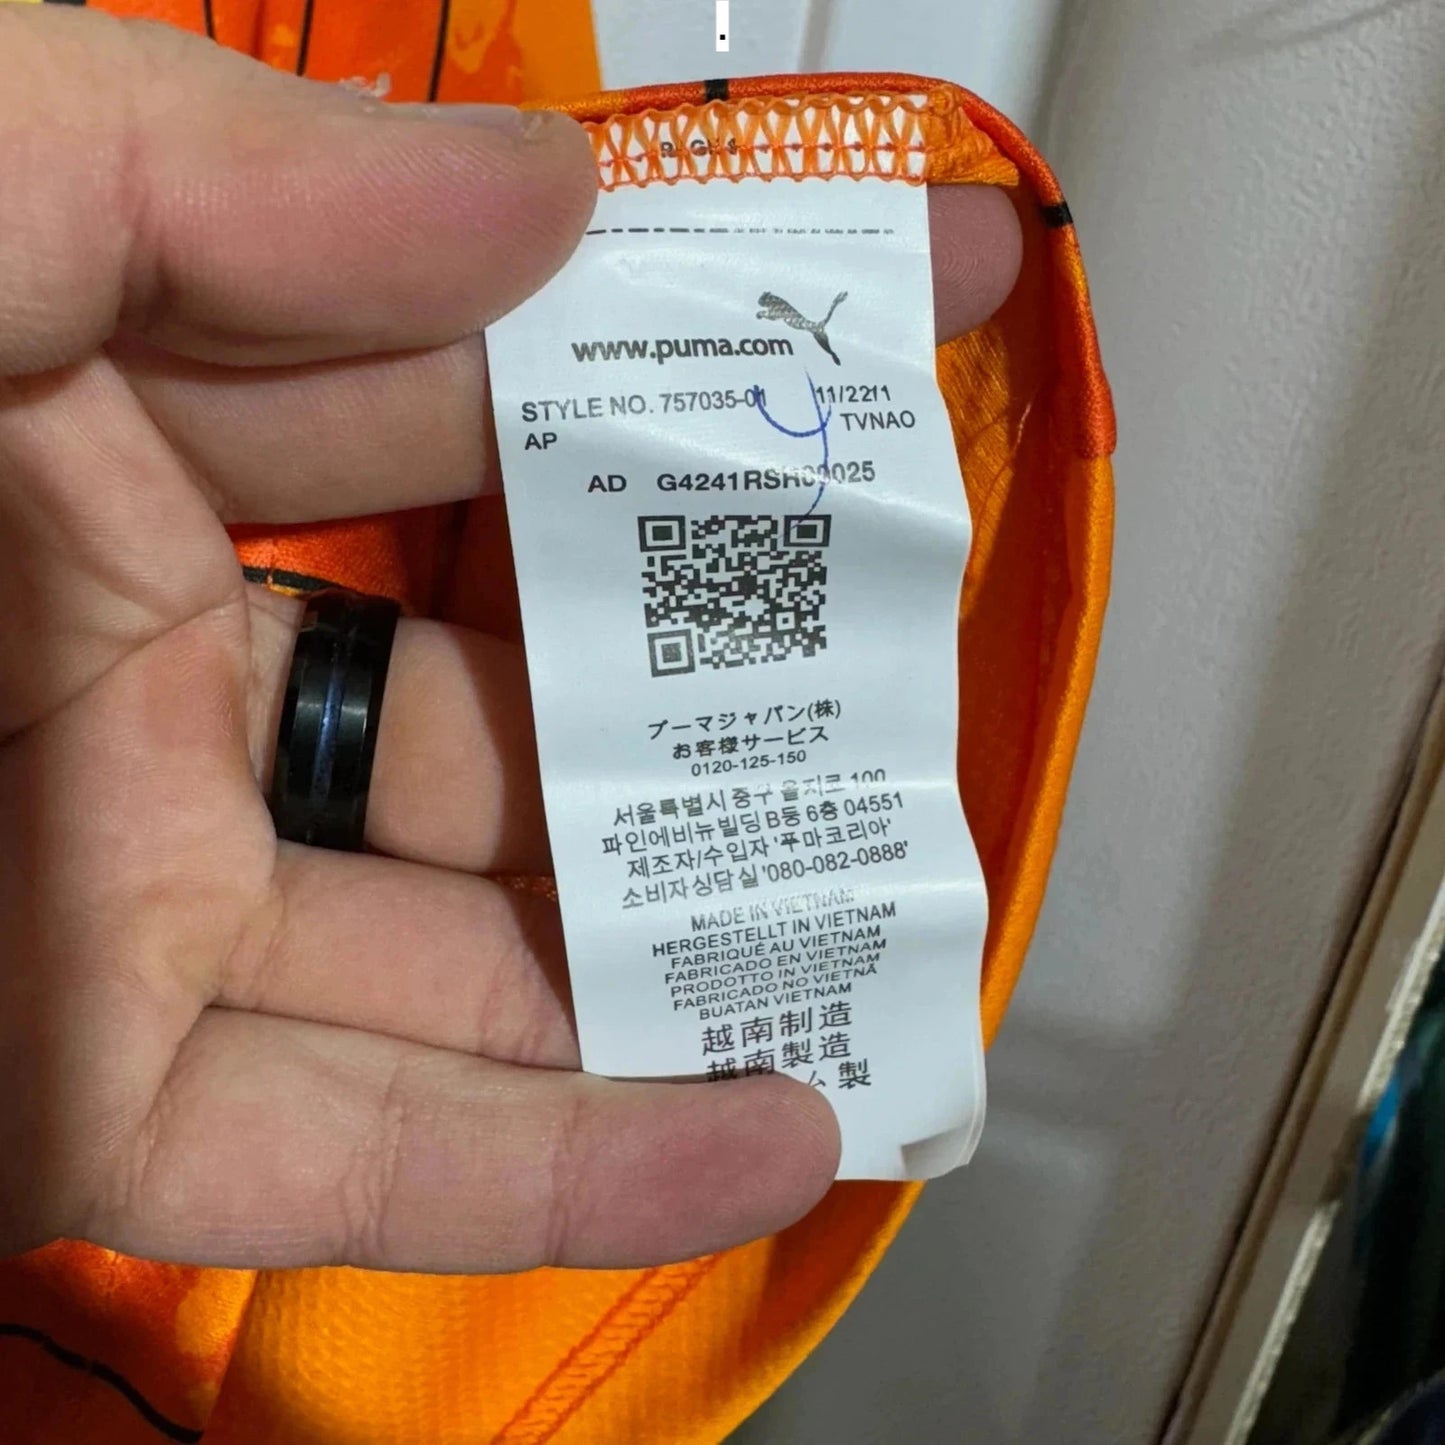 .
www.puma.com
STYLE NO. 757035-01 11/2211
AP TVNAO
AD G4241RSH00025
プーマジャパン(株)
お客様サービス
0120-125-150
서울특별시 중구 을지로 100
파인에비뉴빌딩 B동 6층 04551
제조자/수입자 '푸마코리아'
소비자상담실 '080-082-0888'
MADE IN VIETNAM
HERGESTELLT IN VIETNAM
FABRIQUÉ AU VIETNAM
FABRICADO EN VIETNAM
PRODOTTO IN VIETNAM
FABRICADO NO VIETNÃ
BUATAN VIETNAM
越南制造
越南製造
ム製